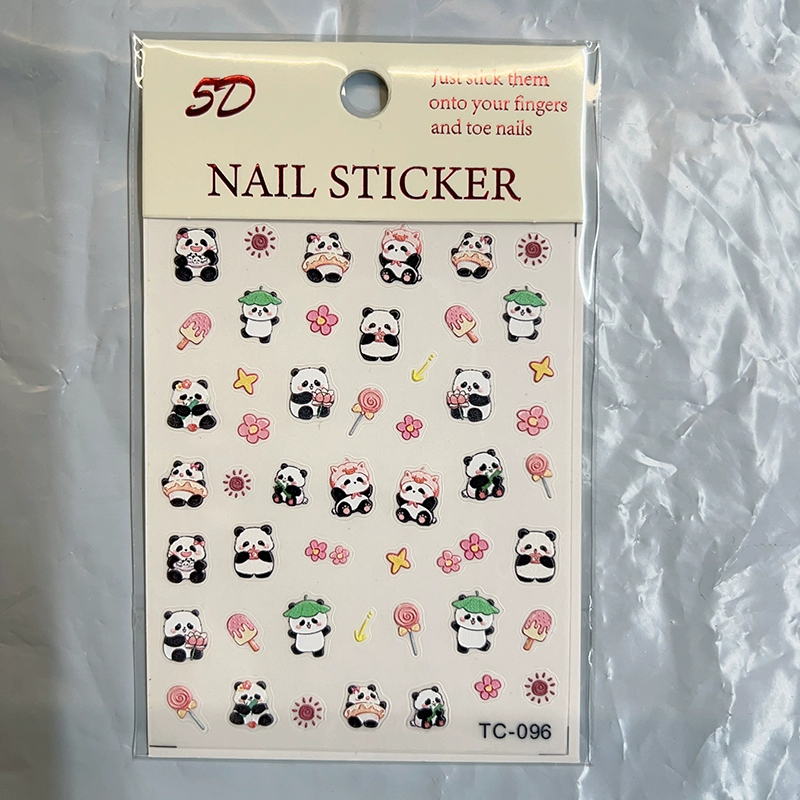 5D
Just stick them
onto your fingers
and toe nails
NAIL STICKER
TC-096